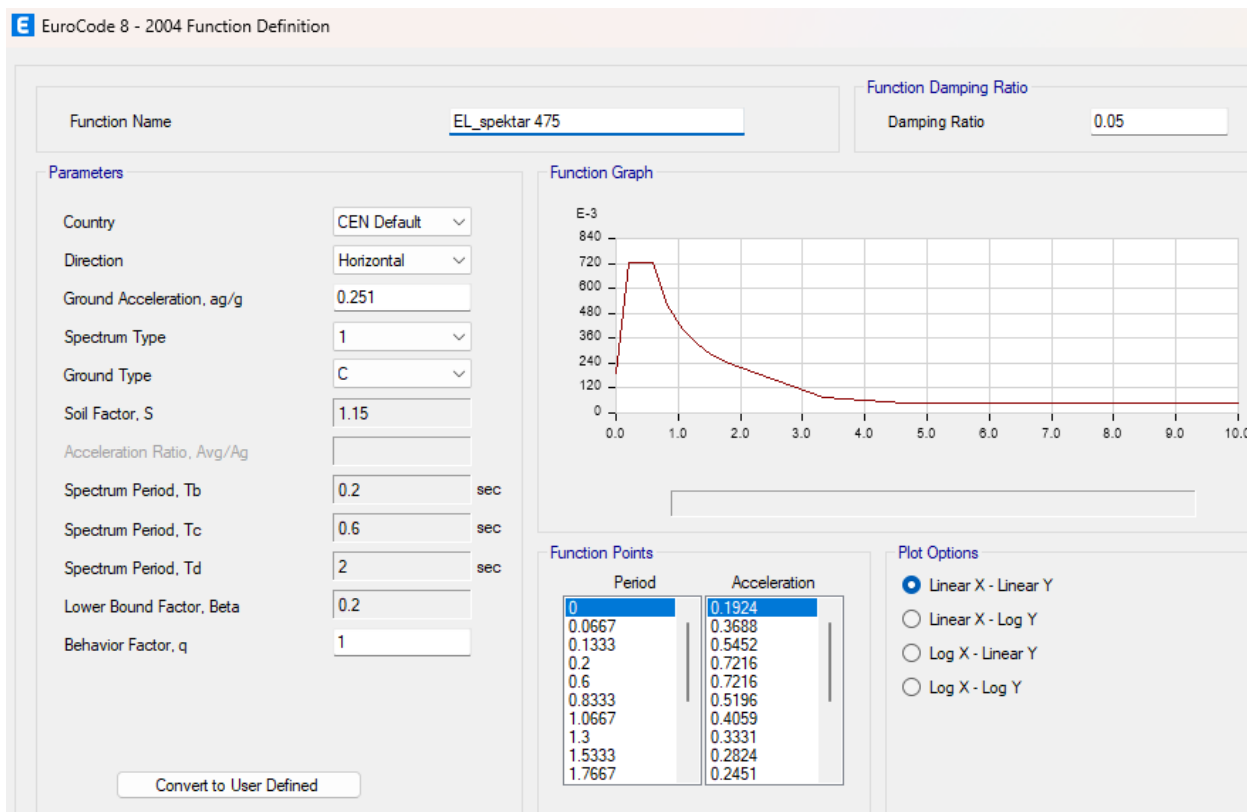 E EuroCode 8 - 2004 Function Definition
Function Name EL_spektar 475
Function Damping Ratio
Damping Ratio 0.05
Parameters
Country CEN Default
Direction Horizontal
Ground Acceleration, ag/g 0.251
Spectrum Type 1
Ground Type C
Soil Factor, S 1.15
Acceleration Ratio, Avg/Ag
Spectrum Period, Tb 0.2 sec
Spectrum Period, Tc 0.6 sec
Spectrum Period, Td 2 sec
Lower Bound Factor, Beta 0.2
Behavior Factor, q 1
Convert to User Defined
Function Graph
E-3
840
720
600
480
360
240
120
0
0.0 1.0 2.0 3.0 4.0 5.0 6.0 7.0 8.0 9.0 10.0
Function Points
Period Acceleration
0 0.1924
0.0667 0.3688
0.1333 0.5452
0.2 0.7216
0.6 0.7216
0.8333 0.5196
1.0667 0.4059
1.3 0.3331
1.5333 0.2824
1.7667 0.2451
Plot Options
Linear X - Linear Y
Linear X - Log Y
Log X - Linear Y
Log X - Log Y